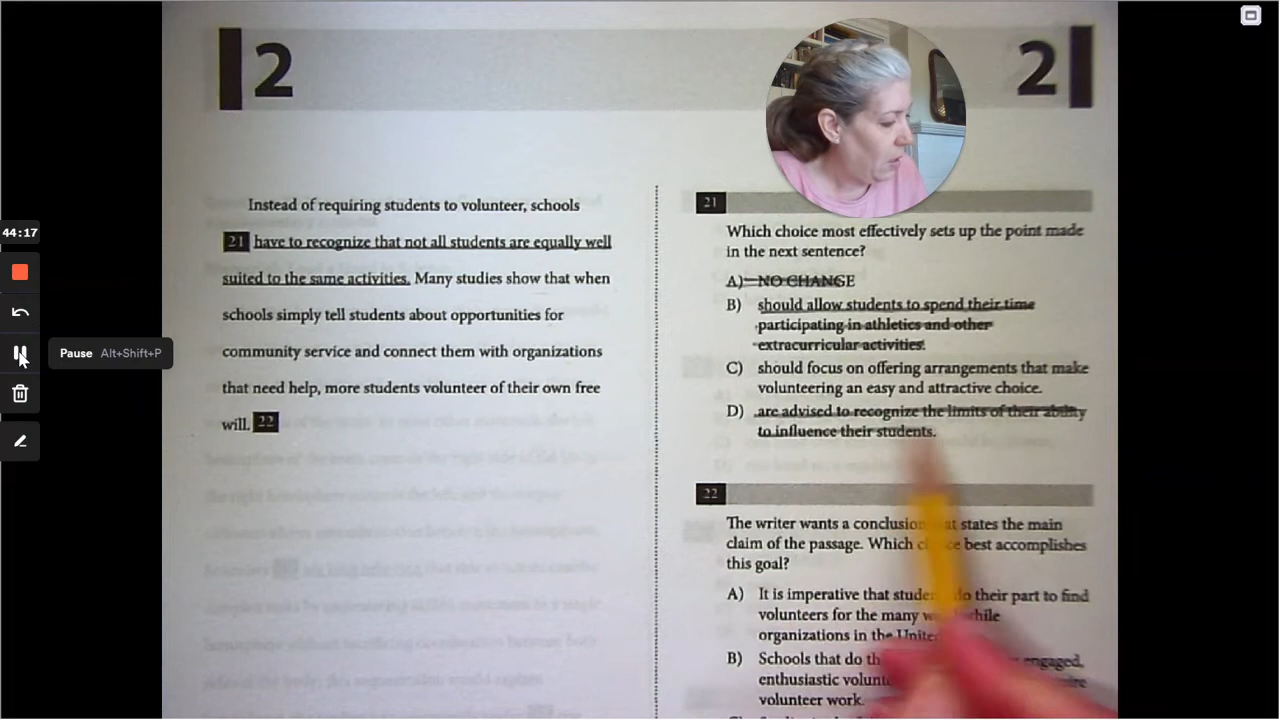 2
2
44:17
Pause Alt+Shift+P
Instead of requiring students to volunteer, schools
21 have to recognize that not all students are equally well
suited to the same activities. Many studies show that when
schools simply tell students about opportunities for
community service and connect them with organizations
that need help, more students volunteer of their own free
will. 22
21
Which choice most effectively sets up the point made
in the next sentence?
A) NO CHANGE
B) should allow students to spend their time
participating in athletics and other
extracurricular activities.
C) should focus on offering arrangements that make
volunteering an easy and attractive choice.
D) are advised to recognize the limits of their ability
to influence their students.
22
The writer wants a conclusion states the main
claim of the passage. Which best accomplishes
this goal?
A) It is imperative that do their part to find
volunteers for the many
organizations in the
B) Schools that do engaged,
enthusiastic
volunteer work.